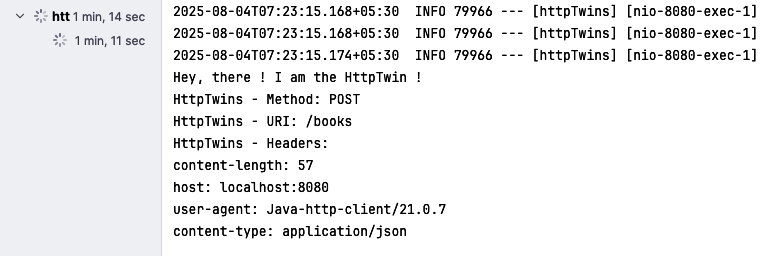 htt 1 min, 14 sec
1 min, 11 sec
2025-08-04T07:23:15.168+05:30  INFO 79966 --- [httpTwins] [nio-8080-exec-1]
2025-08-04T07:23:15.168+05:30  INFO 79966 --- [httpTwins] [nio-8080-exec-1]
2025-08-04T07:23:15.174+05:30  INFO 79966 --- [httpTwins] [nio-8080-exec-1]
Hey, there ! I am the HttpTwin !
HttpTwins - Method: POST
HttpTwins - URI: /books
HttpTwins - Headers:
content-length: 57
host: localhost:8080
user-agent: Java-http-client/21.0.7
content-type: application/json